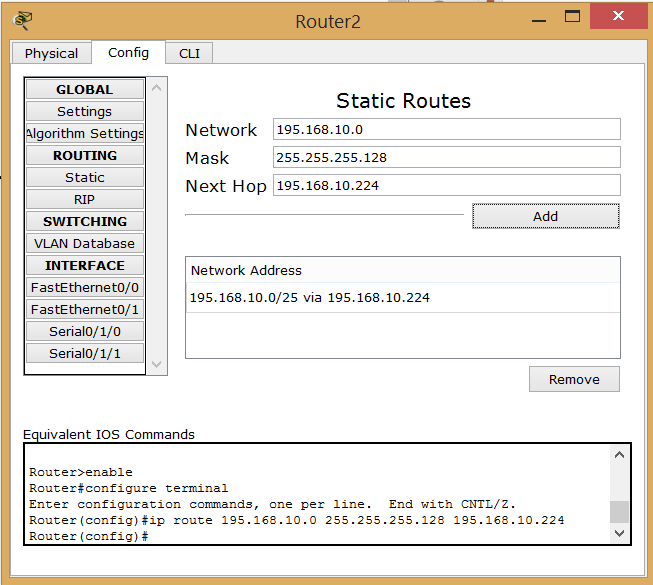 Router2
Physical Config CLI
GLOBAL
Settings
Algorithm Settings
ROUTING
Static
RIP
SWITCHING
VLAN Database
INTERFACE
FastEthernet0/0
FastEthernet0/1
Serial0/1/0
Serial0/1/1
Static Routes
Network 195.168.10.0
Mask 255.255.255.128
Next Hop 195.168.10.224
Add
Network Address
195.168.10.0/25 via 195.168.10.224
Remove
Equivalent IOS Commands
Router>enable
Router#configure terminal
Enter configuration commands, one per line.  End with CNTL/Z.
Router(config)#ip route 195.168.10.0 255.255.255.128 195.168.10.224
Router(config)#